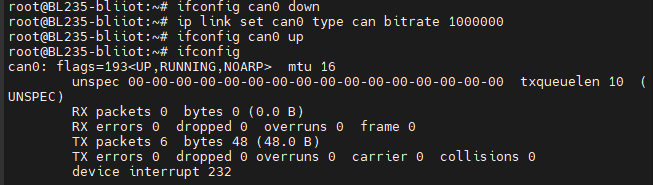 root@BL235-bliiot:~# ifconfig can0 down
root@BL235-bliiot:~# ip link set can0 type can bitrate 1000000
root@BL235-bliiot:~# ifconfig can0 up
root@BL235-bliiot:~# ifconfig
can0: flags=193<UP,RUNNING,NOARP>  mtu 16
        unspec 00-00-00-00-00-00-00-00-00-00-00-00-00-00-00-00  txqueuelen 10  (
UNSPEC)
        RX packets 0  bytes 0 (0.0 B)
        RX errors 0  dropped 0  overruns 0  frame 0
        TX packets 6  bytes 48 (48.0 B)
        TX errors 0  dropped 0 overruns 0  carrier 0  collisions 0
        device interrupt 232